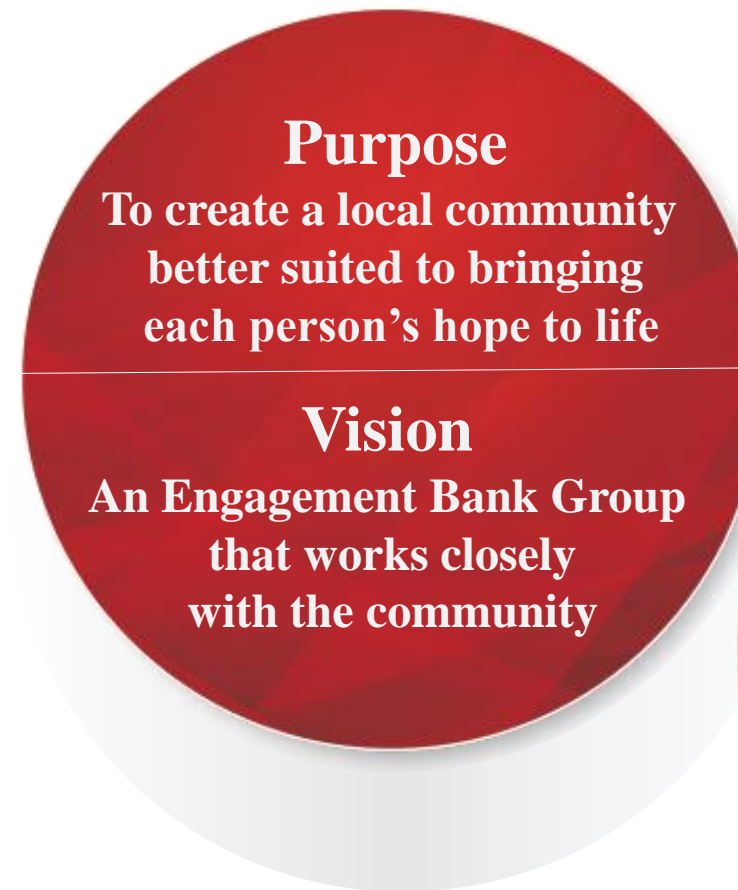 Purpose
To create a local community
better suited to bringing
each person’s hope to life
Vision
An Engagement Bank Group
that works closely
with the community